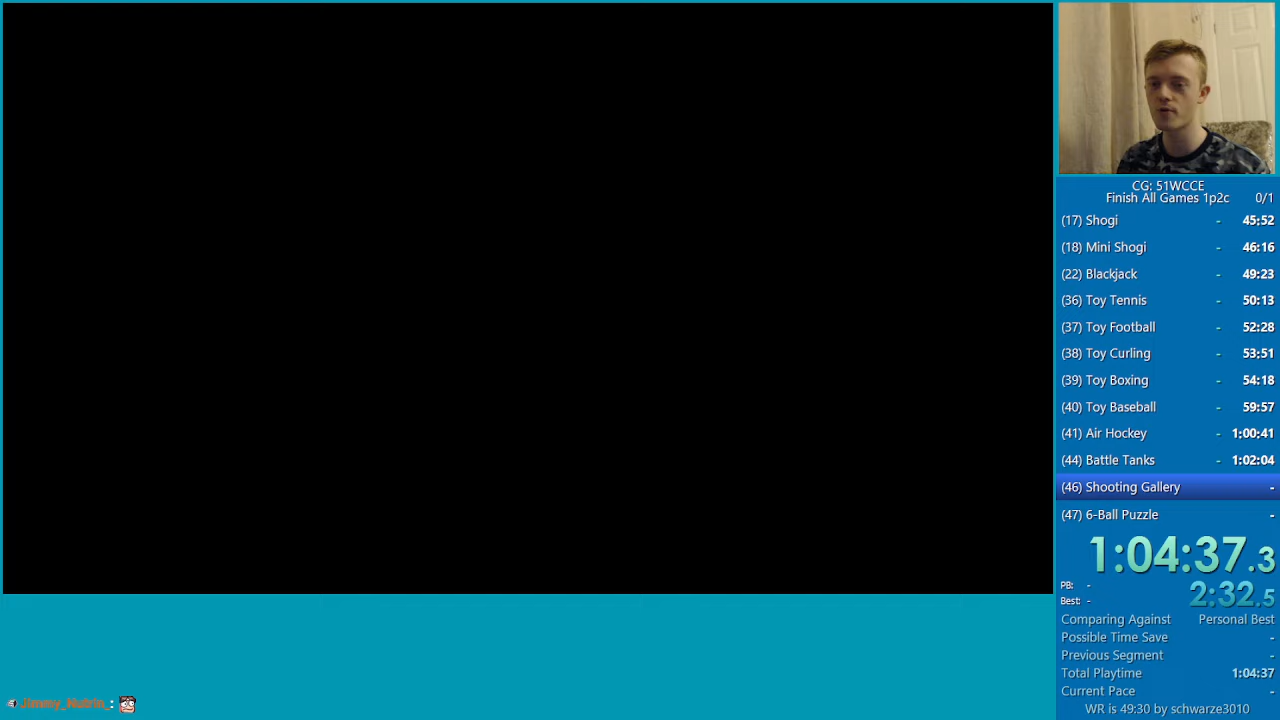 CG: 51WCCE
Finish All Games 1p2c 0/1
(17) Shogi - 45:52
(18) Mini Shogi - 46:16
(22) Blackjack - 49:23
(36) Toy Tennis - 50:13
(37) Toy Football - 52:28
(38) Toy Curling - 53:51
(39) Toy Boxing - 54:18
(40) Toy Baseball - 59:57
(41) Air Hockey - 1:00:41
(44) Battle Tanks - 1:02:04
(46) Shooting Gallery -
(47) 6-Ball Puzzle -
1:04:37.3
PB: -
2:32.5
Best: -
Comparing Against Personal Best
Possible Time Save -
Previous Segment -
Total Playtime 1:04:37
Current Pace -
WR is 49:30 by schwarze3010